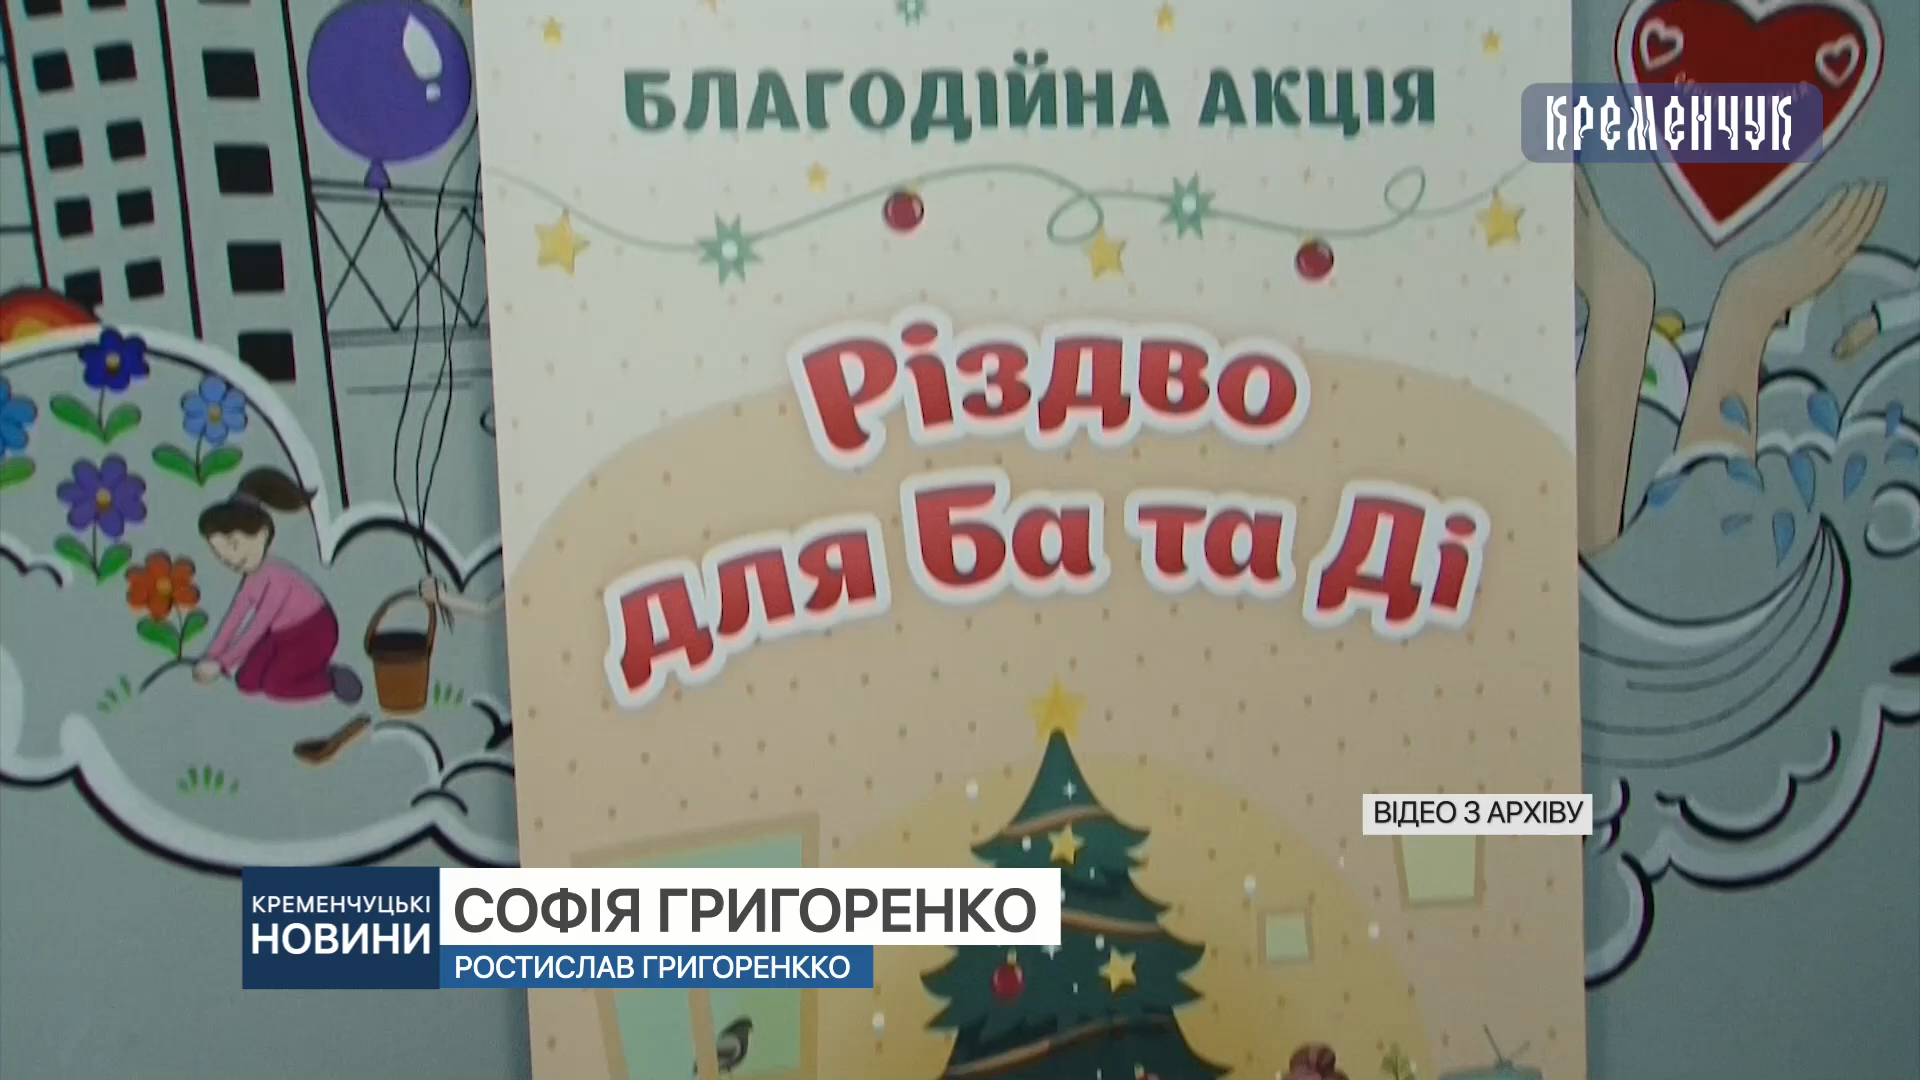 БЛАГОДІЙНА АКЦІЯ
КРЕМЕНЧУК
Різдво
для Ба та Ді
ВІДЕО З АРХІВУ
КРЕМЕНЧУЦЬКІ
НОВИНИ
СОФІЯ ГРИГОРЕНКО
РОСТИСЛАВ ГРИГОРЕНККО